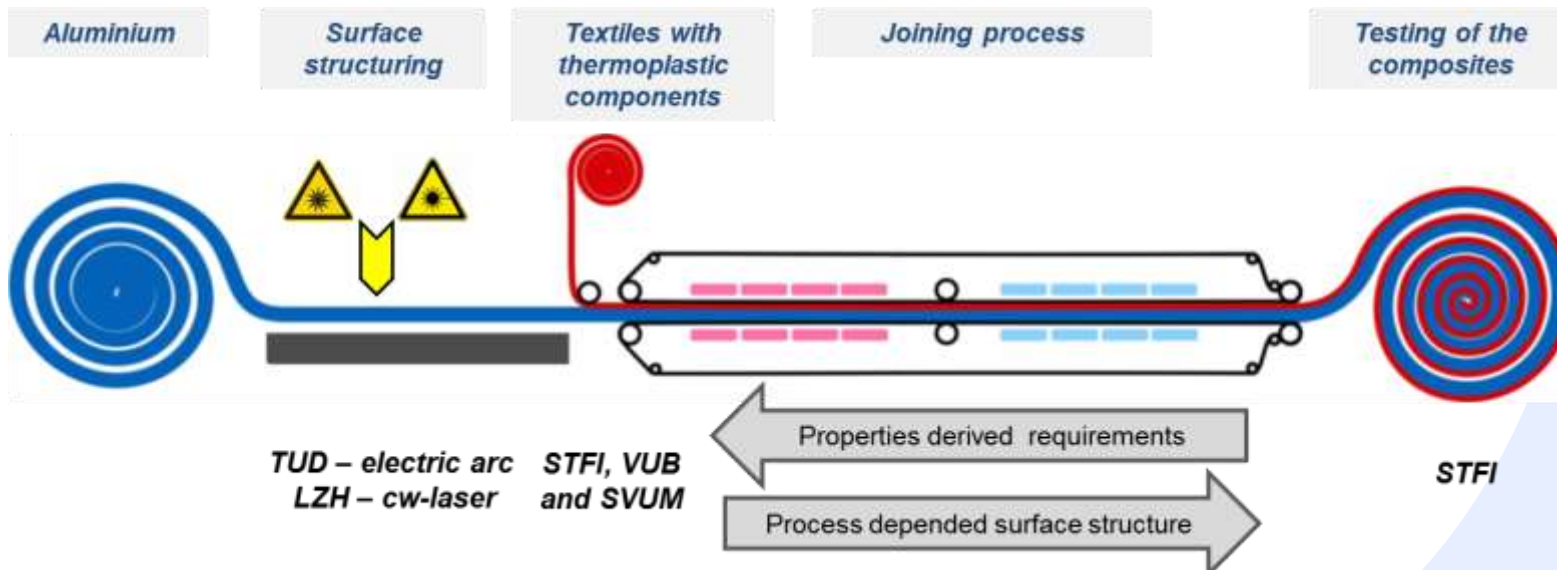 Aluminium
Surface
structuring
Textiles with
thermoplastic
components
Joining process
Testing of the
composites
Properties derived requirements
TUD – electric arc
LZH – cw-laser
STFI, VUB
and SVUM
STFI
Process depended surface structure